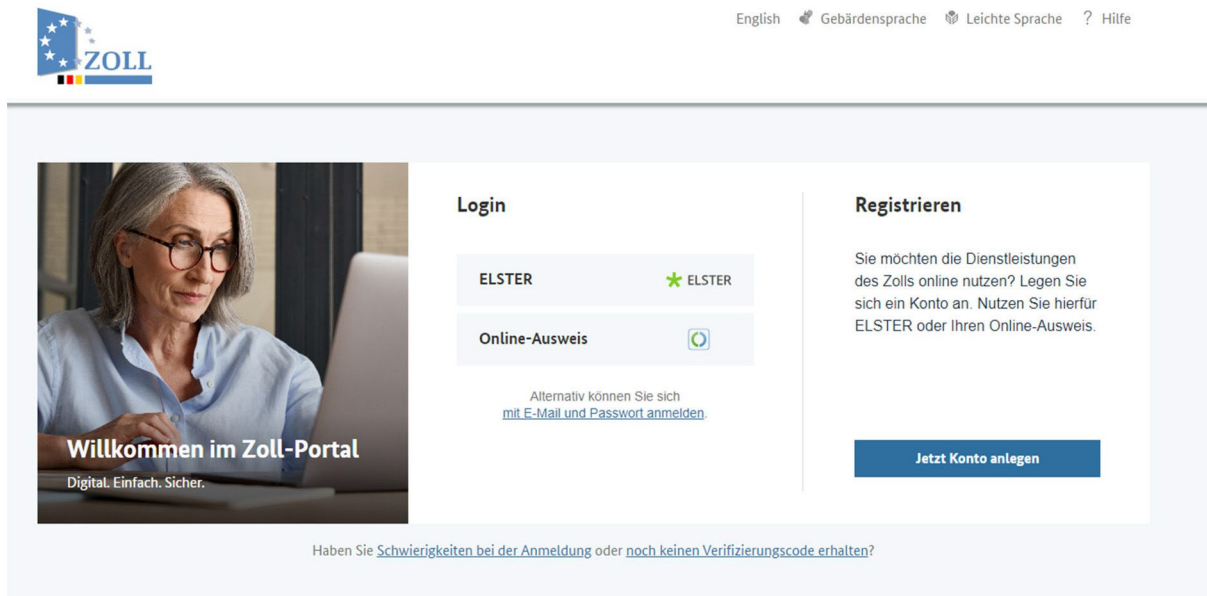 ZOLL
English Gebärdensprache Leichte Sprache ? Hilfe
Willkommen im Zoll-Portal
Digital. Einfach. Sicher.
Login
ELSTER ELSTER
Online-Ausweis
Alternativ können Sie sich
mit E-Mail und Passwort anmelden.
Registrieren
Sie möchten die Dienstleistungen
des Zolls online nutzen? Legen Sie
sich ein Konto an. Nutzen Sie hierfür
ELSTER oder Ihren Online-Ausweis.
Jetzt Konto anlegen
Haben Sie Schwierigkeiten bei der Anmeldung oder noch keinen Verifizierungscode erhalten?